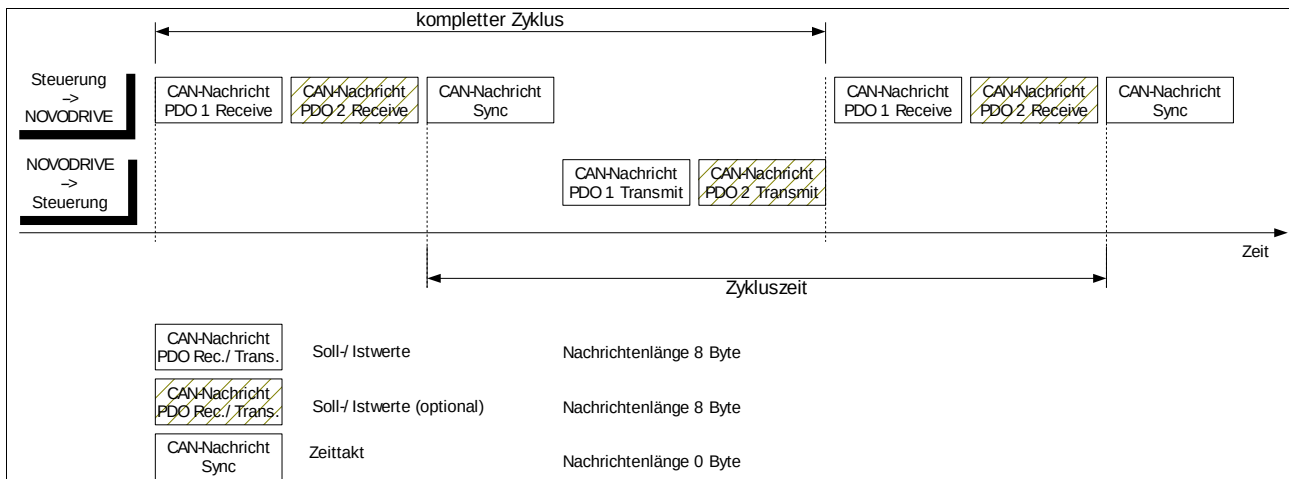 kompletter Zyklus
Steuerung
–>
NOVODRIVE
CAN-Nachricht
PDO 1 Receive
CAN-Nachricht
PDO 2 Receive
CAN-Nachricht
Sync
CAN-Nachricht
PDO 1 Receive
CAN-Nachricht
PDO 2 Receive
CAN-Nachricht
Sync
NOVODRIVE
–>
Steuerung
CAN-Nachricht
PDO 1 Transmit
CAN-Nachricht
PDO 2 Transmit
Zeit
Zykluszeit
CAN-Nachricht
PDO Rec./ Trans.
Soll-/ Istwerte
Nachrichtenlänge 8 Byte
CAN-Nachricht
PDO Rec./ Trans.
Soll-/ Istwerte (optional)
Nachrichtenlänge 8 Byte
CAN-Nachricht
Sync
Zeittakt
Nachrichtenlänge 0 Byte